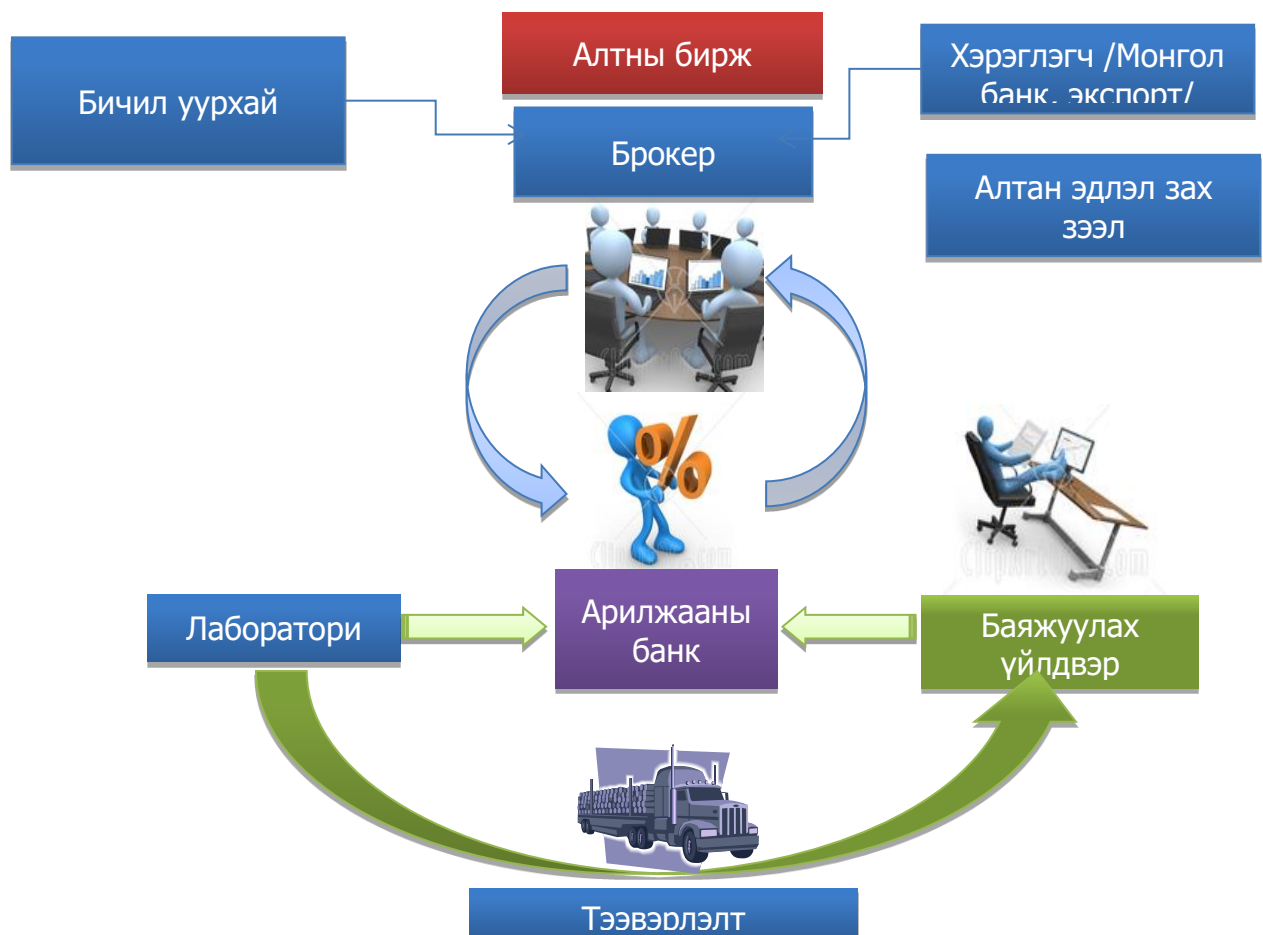 Алтны бирж
Бичил уурхай
Хэрэглэгч /Монгол
банк, экспорт/
Брокер
Алтан эдлэл зах
зээл
Лаборатори
Арилжааны
банк
Баяжуулах
үйлдвэр
Тээвэрлэлт